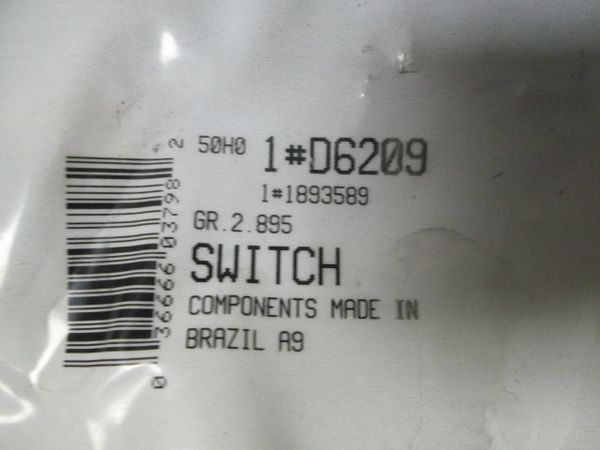 50H0 1#D6209
1#1893589
GR.2.895
SWITCH
COMPONENTS MADE IN
BRAZIL A9
0 36666 03798 2